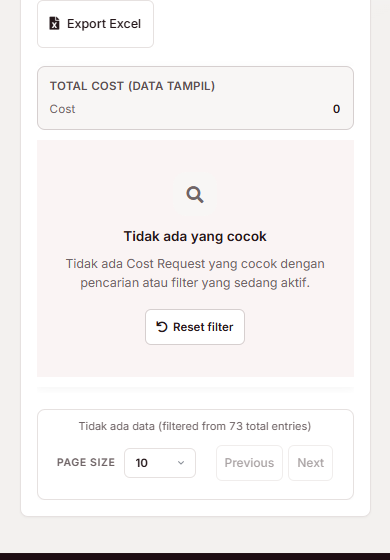 Export Excel
TOTAL COST (DATA TAMPIL)
Cost 0
Tidak ada yang cocok
Tidak ada Cost Request yang cocok dengan
pencarian atau filter yang sedang aktif.
Reset filter
Tidak ada data (filtered from 73 total entries)
PAGE SIZE 10 Previous Next